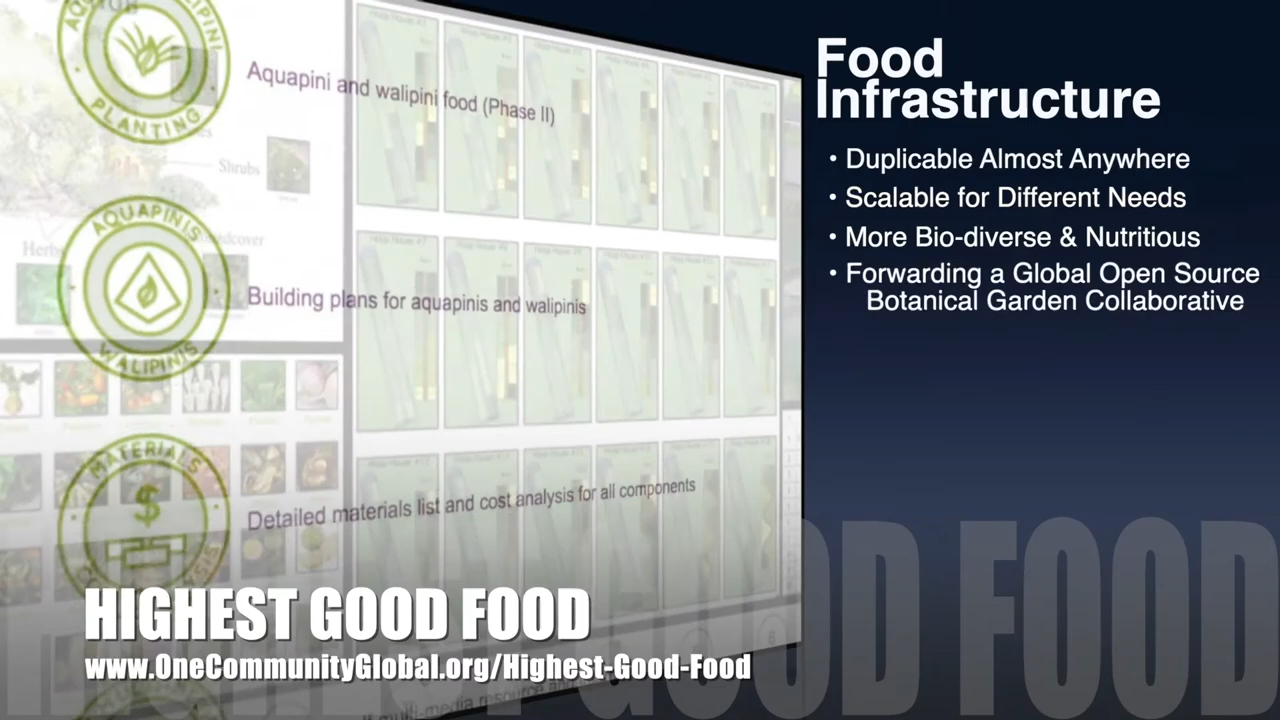 PLANTING
Aquapini and walipini food (Phase II)
Shrubs
AQUAPINIS
WALIPINIS
Building plans for aquapinis and walipinis
MATERIALS
$
Detailed materials list and cost analysis for all components
Food
Infrastructure
• Duplicable Almost Anywhere
• Scalable for Different Needs
• More Bio-diverse & Nutritious
• Forwarding a Global Open Source
Botanical Garden Collaborative
HIGHEST GOOD FOOD
www.OneCommunityGlobal.org/Highest-Good-Food
GOOD FOOD
6